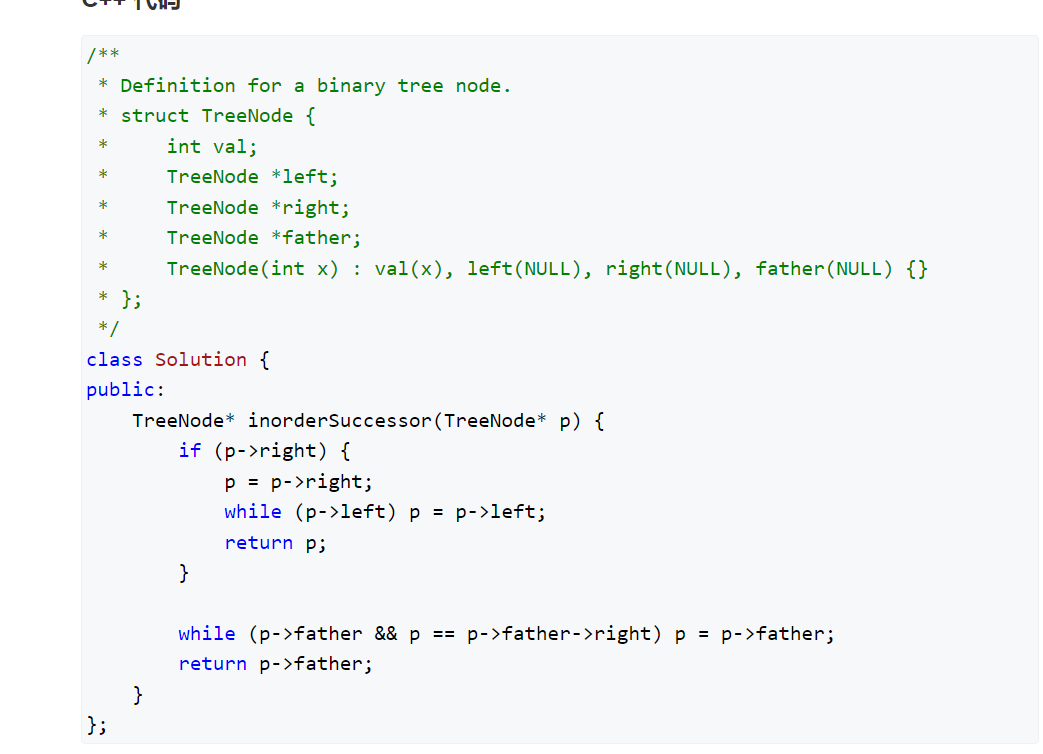 C++ 代码
/**
 * Definition for a binary tree node.
 * struct TreeNode {
 *     int val;
 *     TreeNode *left;
 *     TreeNode *right;
 *     TreeNode *father;
 *     TreeNode(int x) : val(x), left(NULL), right(NULL), father(NULL) {}
 * };
 */
class Solution {
public:
    TreeNode* inorderSuccessor(TreeNode* p) {
        if (p->right) {
            p = p->right;
            while (p->left) p = p->left;
            return p;
        }

        while (p->father && p == p->father->right) p = p->father;
        return p->father;
    }
};